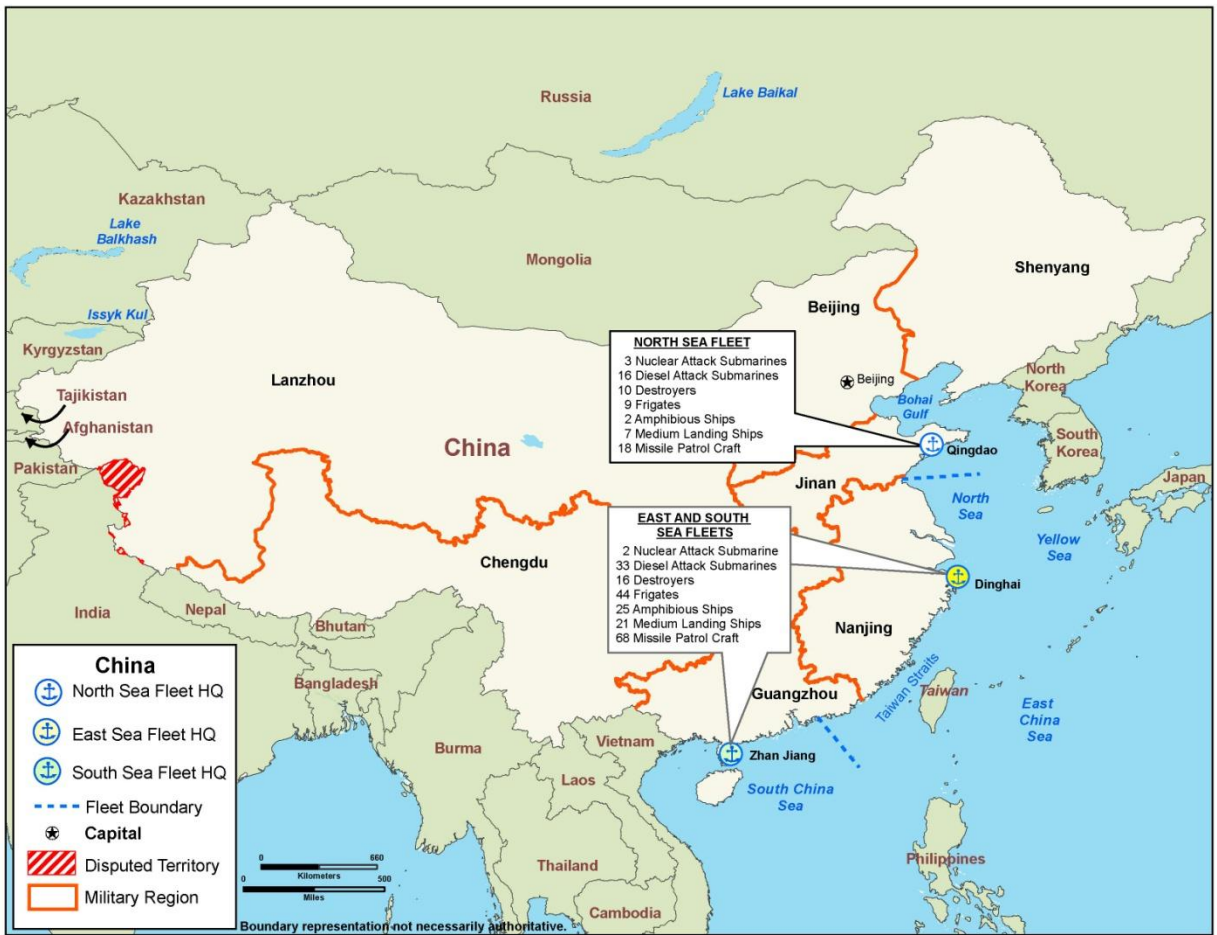 Russia
Lake Baikal
Kazakhstan
Lake
Balkhash
Mongolia
Shenyang
Issyk Kul
Beijing
Kyrgyzstan
NORTH SEA FLEET
3 Nuclear Attack Submarines
16 Diesel Attack Submarines
10 Destroyers
9 Frigates
2 Amphibious Ships
7 Medium Landing Ships
18 Missile Patrol Craft
Lanzhou
Beijing
North
Korea
Tajikistan
Bohai
Gulf
Afghanistan
China
South
Korea
Qingdao
Pakistan
Jinan
Japan
North
Sea
EAST AND SOUTH
SEA FLEETS
2 Nuclear Attack Submarine
33 Diesel Attack Submarines
16 Destroyers
44 Frigates
25 Amphibious Ships
21 Medium Landing Ships
68 Missile Patrol Craft
Yellow
Sea
Chengdu
Dinghai
India
Nepal
Bhutan
Nanjing
Bangladesh
Guangzhou
Taiwan Straits
Taiwan
East
China
Sea
Burma
Vietnam
Zhan Jiang
Laos
South China
Sea
Thailand
Philippines
Cambodia
China
North Sea Fleet HQ
East Sea Fleet HQ
South Sea Fleet HQ
Fleet Boundary
Capital
Disputed Territory
Military Region
0 660
Kilometers
0 500
Miles
Boundary representation not necessarily authoritative.